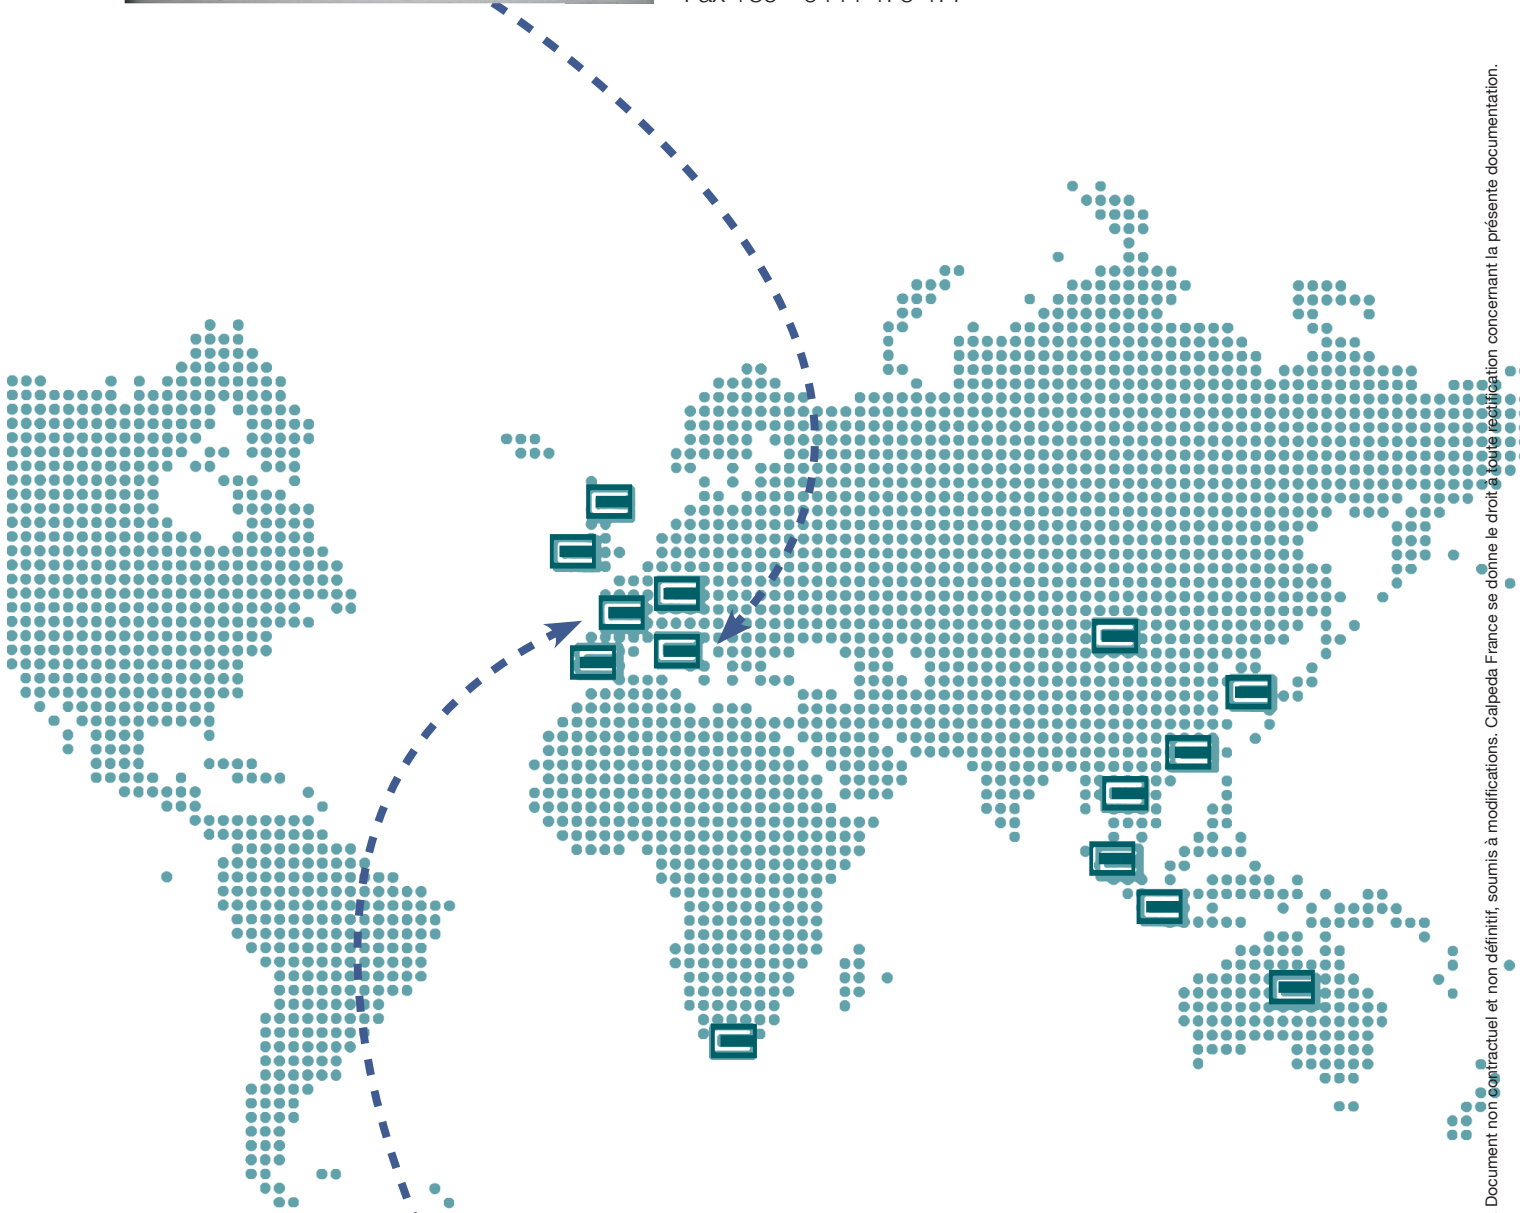 Document non contractuel et non définitif, soumis à modifications. Calpeda France se donne le droit à toute rectification concernant la présente documentation.